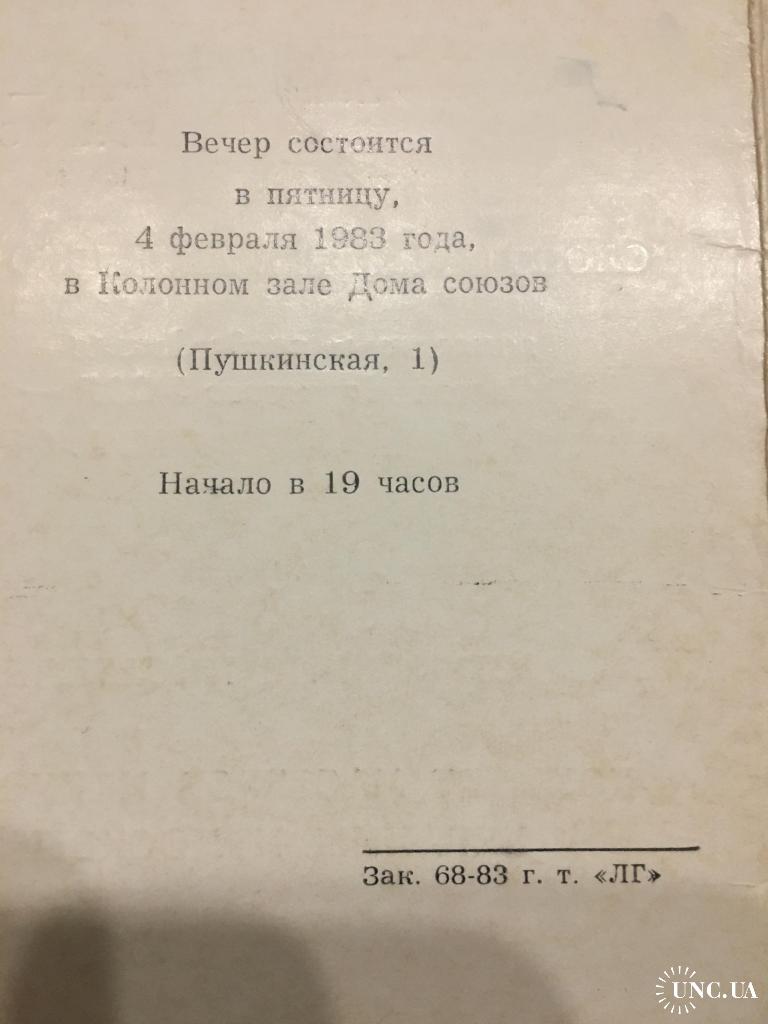 Вечер состоится
в пятницу,
4 февраля 1983 года,
в Колонном зале Дома союзов
(Пушкинская, 1)
Начало в 19 часов
Зак. 68-83 г. т. «ЛГ»
UNC.UA